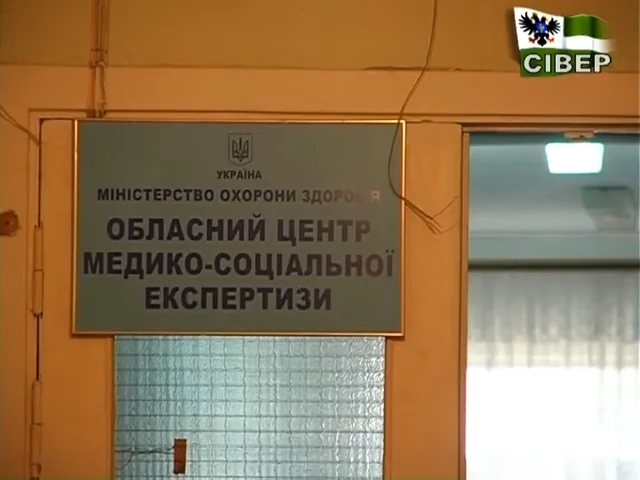 СІВЕР
УКРАЇНА
МІНІСТЕРСТВО ОХОРОНИ ЗДОРОВ'Я
ОБЛАСНИЙ ЦЕНТР
МЕДИКО-СОЦІАЛЬНОЇ
ЕКСПЕРТИЗИ